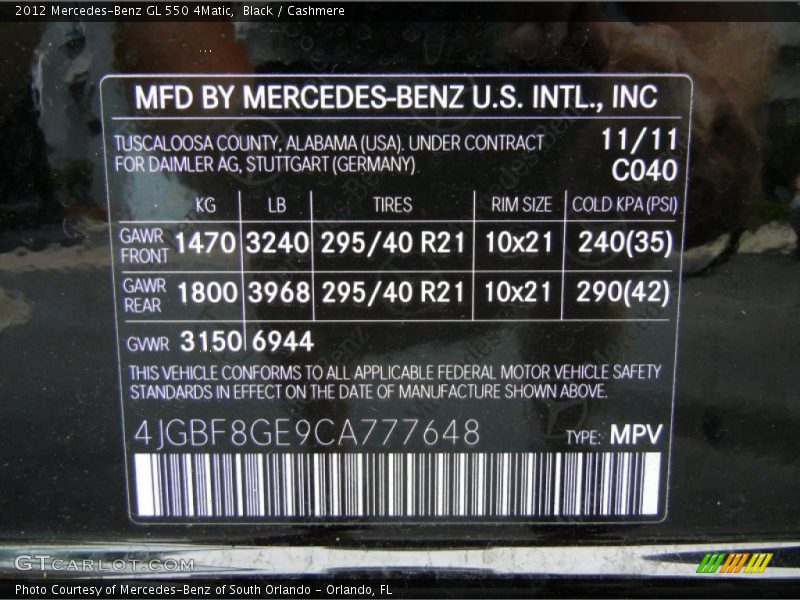 2012 Mercedes-Benz GL 550 4Matic,  Black / Cashmere
MFD BY MERCEDES-BENZ U.S. INTL., INC
TUSCALOOSA COUNTY, ALABAMA (USA). UNDER CONTRACT 11/11
FOR DAIMLER AG, STUTTGART (GERMANY) C040
KG LB TIRES RIM SIZE COLD KPA (PSI)
GAWR FRONT 1470 3240 295/40 R21 10x21 240(35)
GAWR REAR 1800 3968 295/40 R21 10x21 290(42)
GVWR 3150 6944
THIS VEHICLE CONFORMS TO ALL APPLICABLE FEDERAL MOTOR VEHICLE SAFETY
STANDARDS IN EFFECT ON THE DATE OF MANUFACTURE SHOWN ABOVE.
4JGBF8GE9CA777648 TYPE: MPV
GTCARLOT.COM
Photo Courtesy of Mercedes-Benz of South Orlando - Orlando, FL